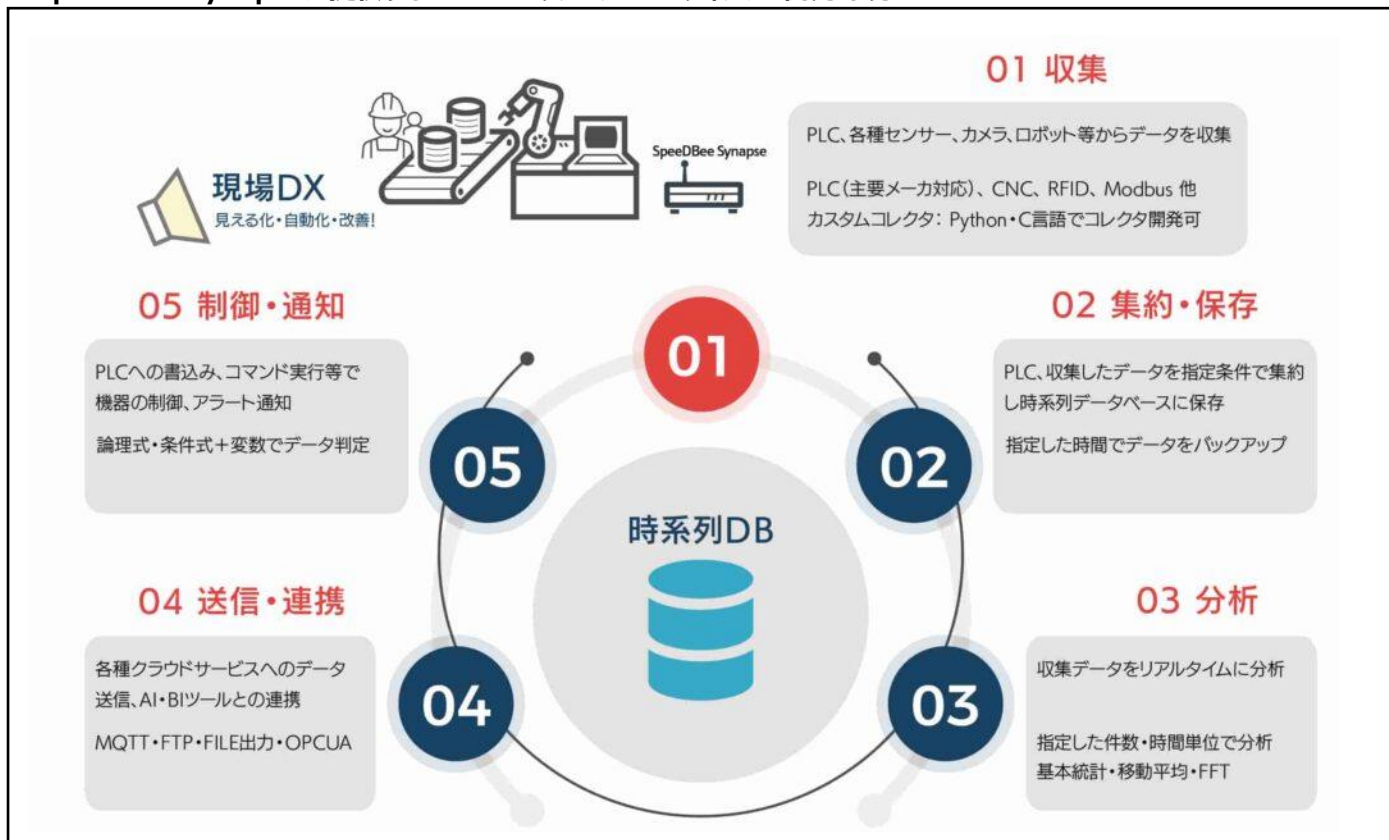 01 収集
PLC、各種センサー、カメラ、ロボット等からデータを収集
PLC（主要メーカ対応）、CNC、RFID、Modbus 他
カスタムコレクタ： Python・C言語でコレクタ開発可
SpeeDBee Synapse
現場DX
見える化・自動化・改善！
05 制御・通知
PLCへの書込み、コマンド実行等で
機器の制御、アラート通知
論理式・条件式＋変数でデータ判定
02 集約・保存
PLC、収集したデータを指定条件で集約
し時系列データベースに保存
指定した時間でデータをバックアップ
01
05
02
時系列DB
04 送信・連携
各種クラウドサービスへのデータ
送信、AI・BIツールとの連携
MQTT・FTP・FILE出力・OPCUA
03 分析
収集データをリアルタイムに分析
指定した件数・時間単位で分析
基本統計・移動平均・FFT
04
03